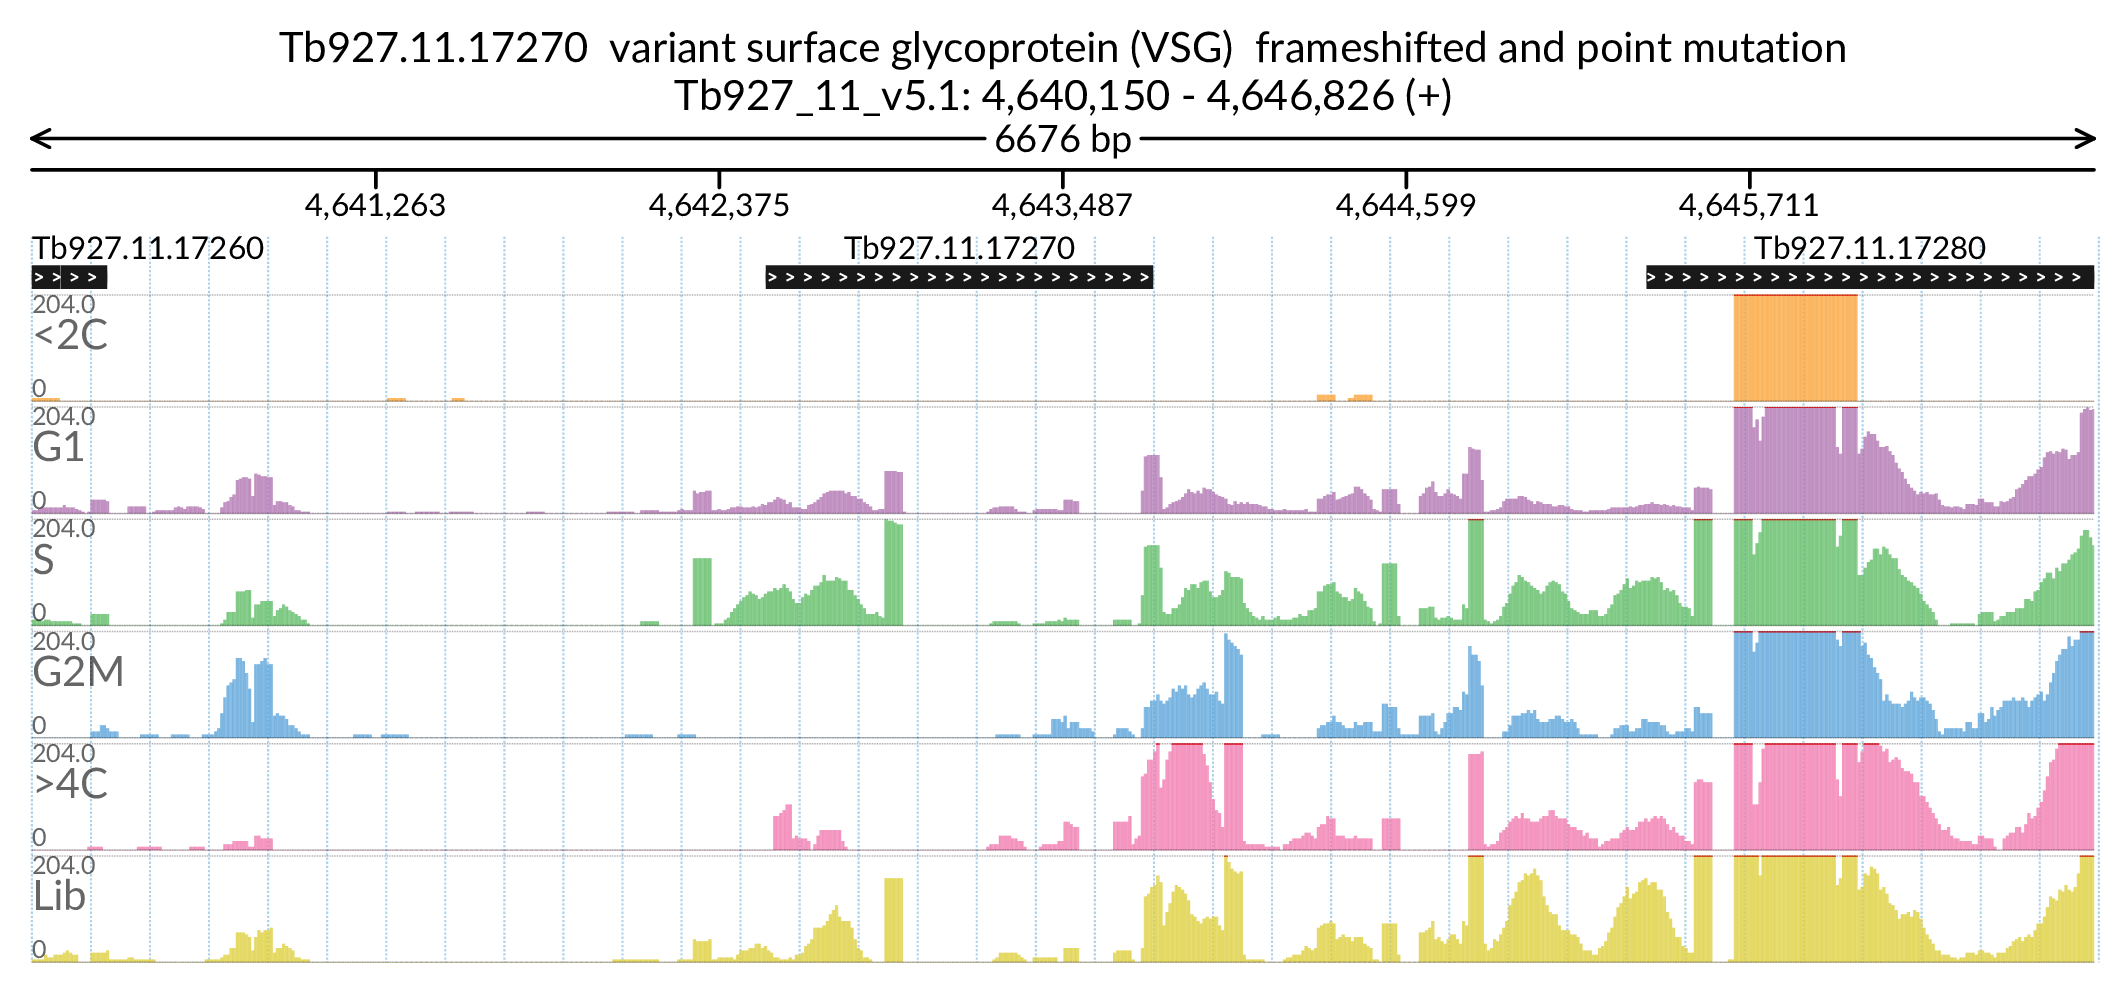 Tb927.11.17270 variant surface glycoprotein (VSG) frameshifted and point mutation
Tb927_11_v5.1: 4,640,150 - 4,646,826 (+)
6676 bp
4,641,263 4,642,375 4,643,487 4,644,599 4,645,711
Tb927.11.17260 Tb927.11.17270 Tb927.11.17280
204.0
<2C
0
204.0
G1
0
204.0
S
0
204.0
G2M
0
204.0
>4C
0
204.0
Lib
0